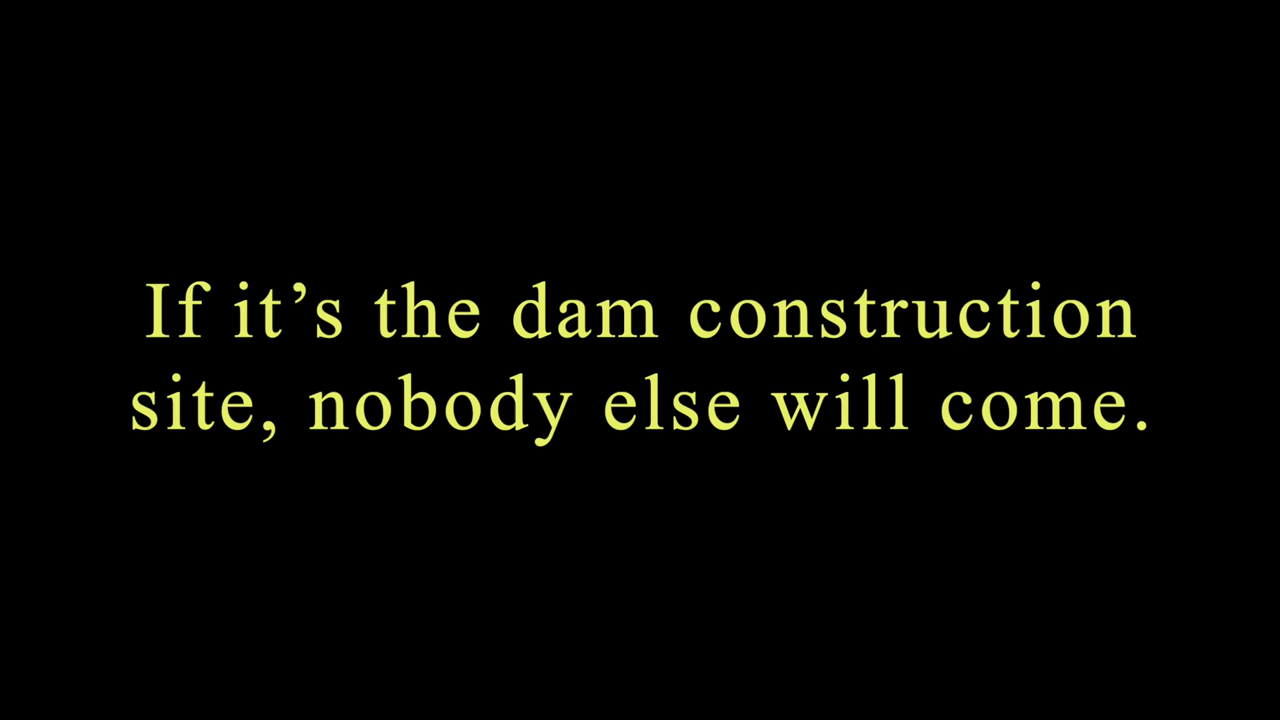 If it’s the dam construction
site, nobody else will come.